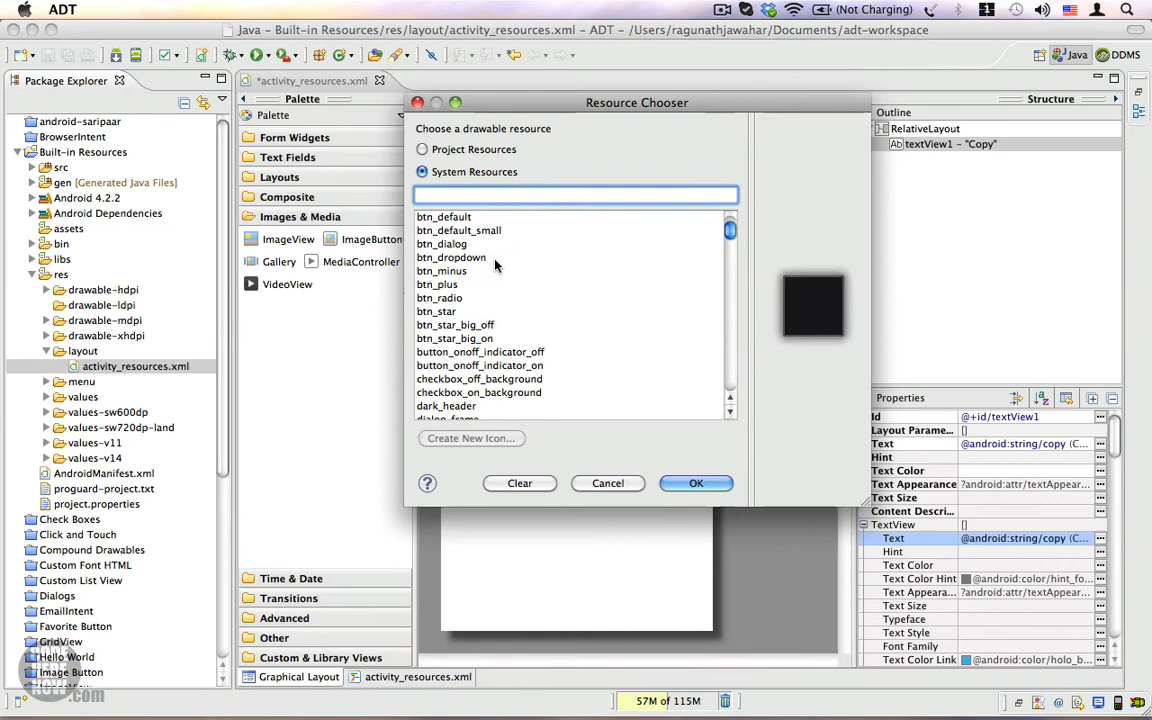 ADT
(Not Charging)
Java – Built-in Resources/res/layout/activity_resources.xml – ADT – /Users/ragunathjawahar/Documents/adt-workspace
Java
DDMS
Package Explorer
android-saripaar
BrowserIntent
Built-in Resources
src
gen [Generated Java Files]
Android 4.2.2
Android Dependencies
assets
bin
libs
res
drawable-hdpi
drawable-ldpi
drawable-mdpi
drawable-xhdpi
layout
activity_resources.xml
menu
values
values-sw600dp
values-sw720dp-land
values-v11
values-v14
AndroidManifest.xml
proguard-project.txt
project.properties
Check Boxes
Click and Touch
Compound Drawables
Custom Font HTML
Custom List View
Dialogs
EmailIntent
Favorite Button
GridView
Hello World
Image Button
CODE
HERE
NOW
.com
*activity_resources.xml
Palette
Palette
Form Widgets
Text Fields
Layouts
Composite
Images & Media
ImageView
ImageButton
Gallery
MediaController
VideoView
Time & Date
Transitions
Advanced
Other
Custom & Library Views
Graphical Layout
activity_resources.xml
Resource Chooser
Choose a drawable resource
Project Resources
System Resources
btn_default
btn_default_small
btn_dialog
btn_dropdown
btn_minus
btn_plus
btn_radio
btn_star
btn_star_big_off
btn_star_big_on
button_onoff_indicator_off
button_onoff_indicator_on
checkbox_off_background
checkbox_on_background
dark_header
dialog_frame
Create New Icon...
?
Clear
Cancel
OK
Structure
Outline
RelativeLayout
Ab textView1 – "Copy"
Properties
Id @+id/textView1
Layout Parame... []
Text @android:string/copy (C...
Hint
Text Color
Text Appearance ?android:attr/textAppear...
Text Size
Content Descri...
TextView []
Text @android:string/copy (C...
Hint
Text Color
Text Color Hint @android:color/hint_fo...
Text Appearan... ?android:attr/textAppear...
Text Size
Typeface
Text Style
Font Family
Text Color Link @android:color/holo_b...
57M of 115M